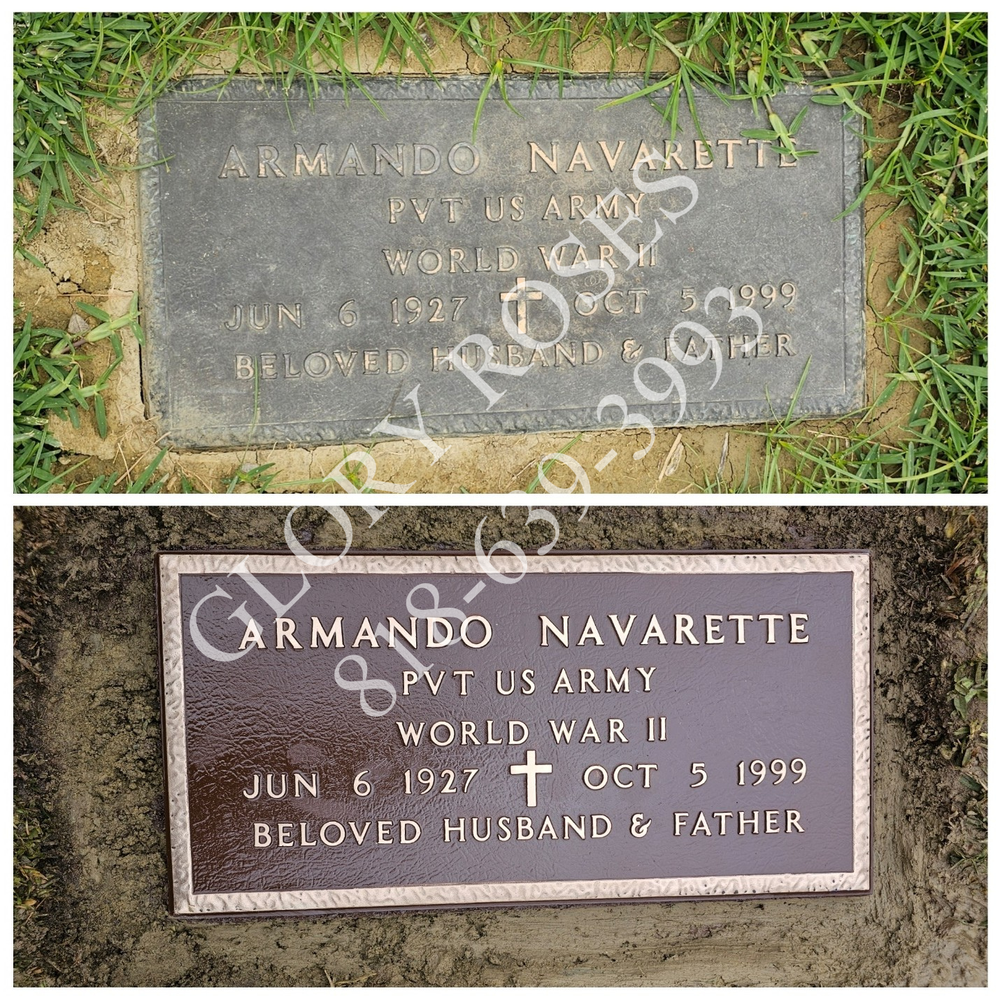 ARMANDO NAVARETTE
PVT US ARMY
WORLD WAR II
JUN 6 1927 OCT 5 1999
BELOVED HUSBAND & FATHER
GLORY ROSES
818-639-3993
ARMANDO NAVARETTE
PVT US ARMY
WORLD WAR II
JUN 6 1927 OCT 5 1999
BELOVED HUSBAND & FATHER